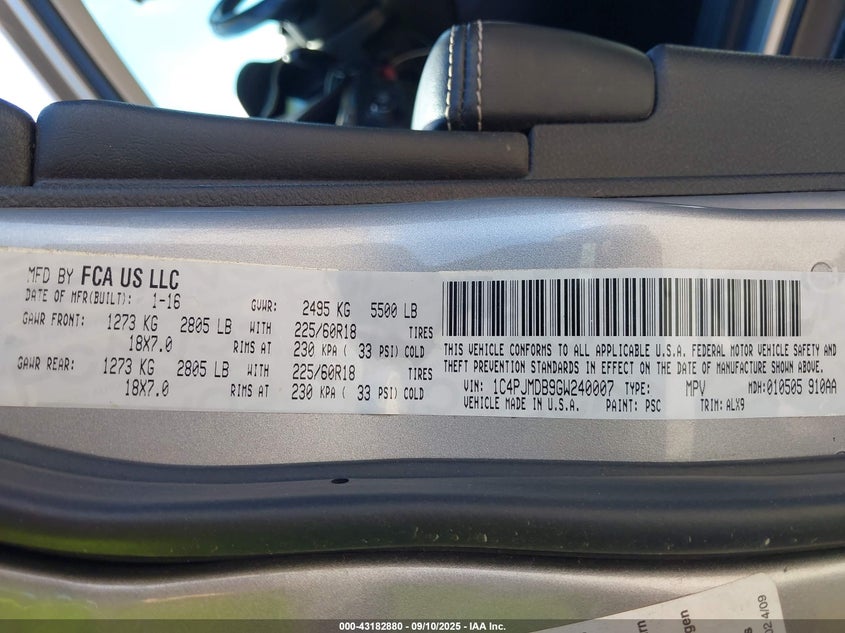 MFD BY FCA US LLC
DATE OF MFR(BUILT): 1-16 GVWR: 2495 KG 5500 LB
GAWR FRONT: 1273 KG 2805 LB WITH 225/60R18 TIRES
18X7.0 RIMS AT 230 KPA ( 33 PSI) COLD
GAWR REAR: 1273 KG 2805 LB WITH 225/60R18 TIRES
18X7.0 RIMS AT 230 KPA ( 33 PSI) COLD
THIS VEHICLE CONFORMS TO ALL APPLICABLE U.S.A. FEDERAL MOTOR VEHICLE SAFETY AND
THEFT PREVENTION STANDARDS IN EFFECT ON THE DATE OF MANUFACTURE SHOWN ABOVE.
VIN: 1C4PJMDB9GW240007 TYPE: MPV MDH:010505 910AA
VEHICLE MADE IN U.S.A. PAINT: PSC TRIM: ALX9
000-43182880 - 09/10/2025 - IAA Inc.